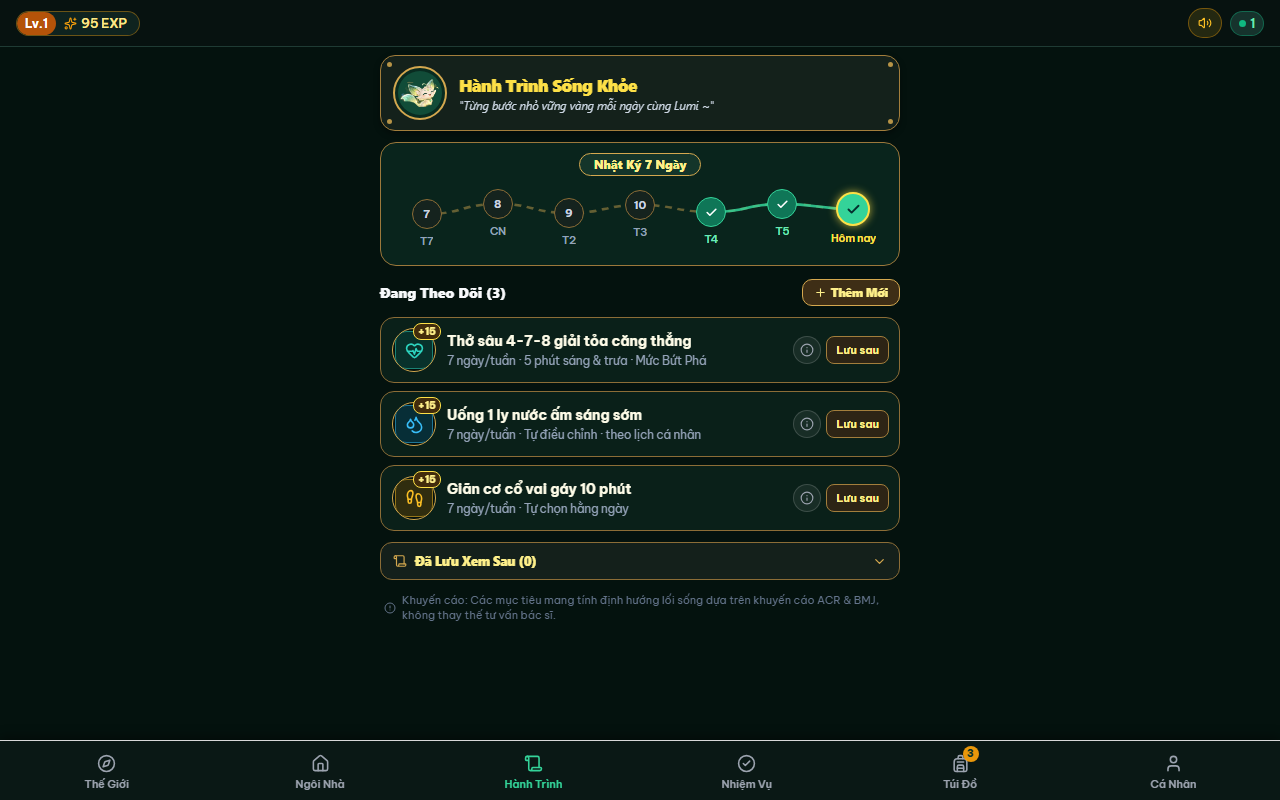 Lv.1 95 EXP
1
Hành Trình Sống Khỏe
"Từng bước nhỏ vững vàng mỗi ngày cùng Lumi ~"
Nhật Ký 7 Ngày
7 8 9 10
T7 CN T2 T3 T4 T5 Hôm nay
Đang Theo Dõi (3)
+ Thêm Mới
+15
Thở sâu 4-7-8 giải tỏa căng thẳng
7 ngày/tuần · 5 phút sáng & trưa · Mức Bứt Phá
Lưu sau
+15
Uống 1 ly nước ấm sáng sớm
7 ngày/tuần · Tự điều chỉnh · theo lịch cá nhân
Lưu sau
+15
Giãn cơ cổ vai gáy 10 phút
7 ngày/tuần · Tự chọn hằng ngày
Lưu sau
Đã Lưu Xem Sau (0)
Khuyến cáo: Các mục tiêu mang tính định hướng lối sống dựa trên khuyến cáo ACR & BMJ,
không thay thế tư vấn bác sĩ.
3
Thế Giới Ngôi Nhà Hành Trình Nhiệm Vụ Túi Đồ Cá Nhân